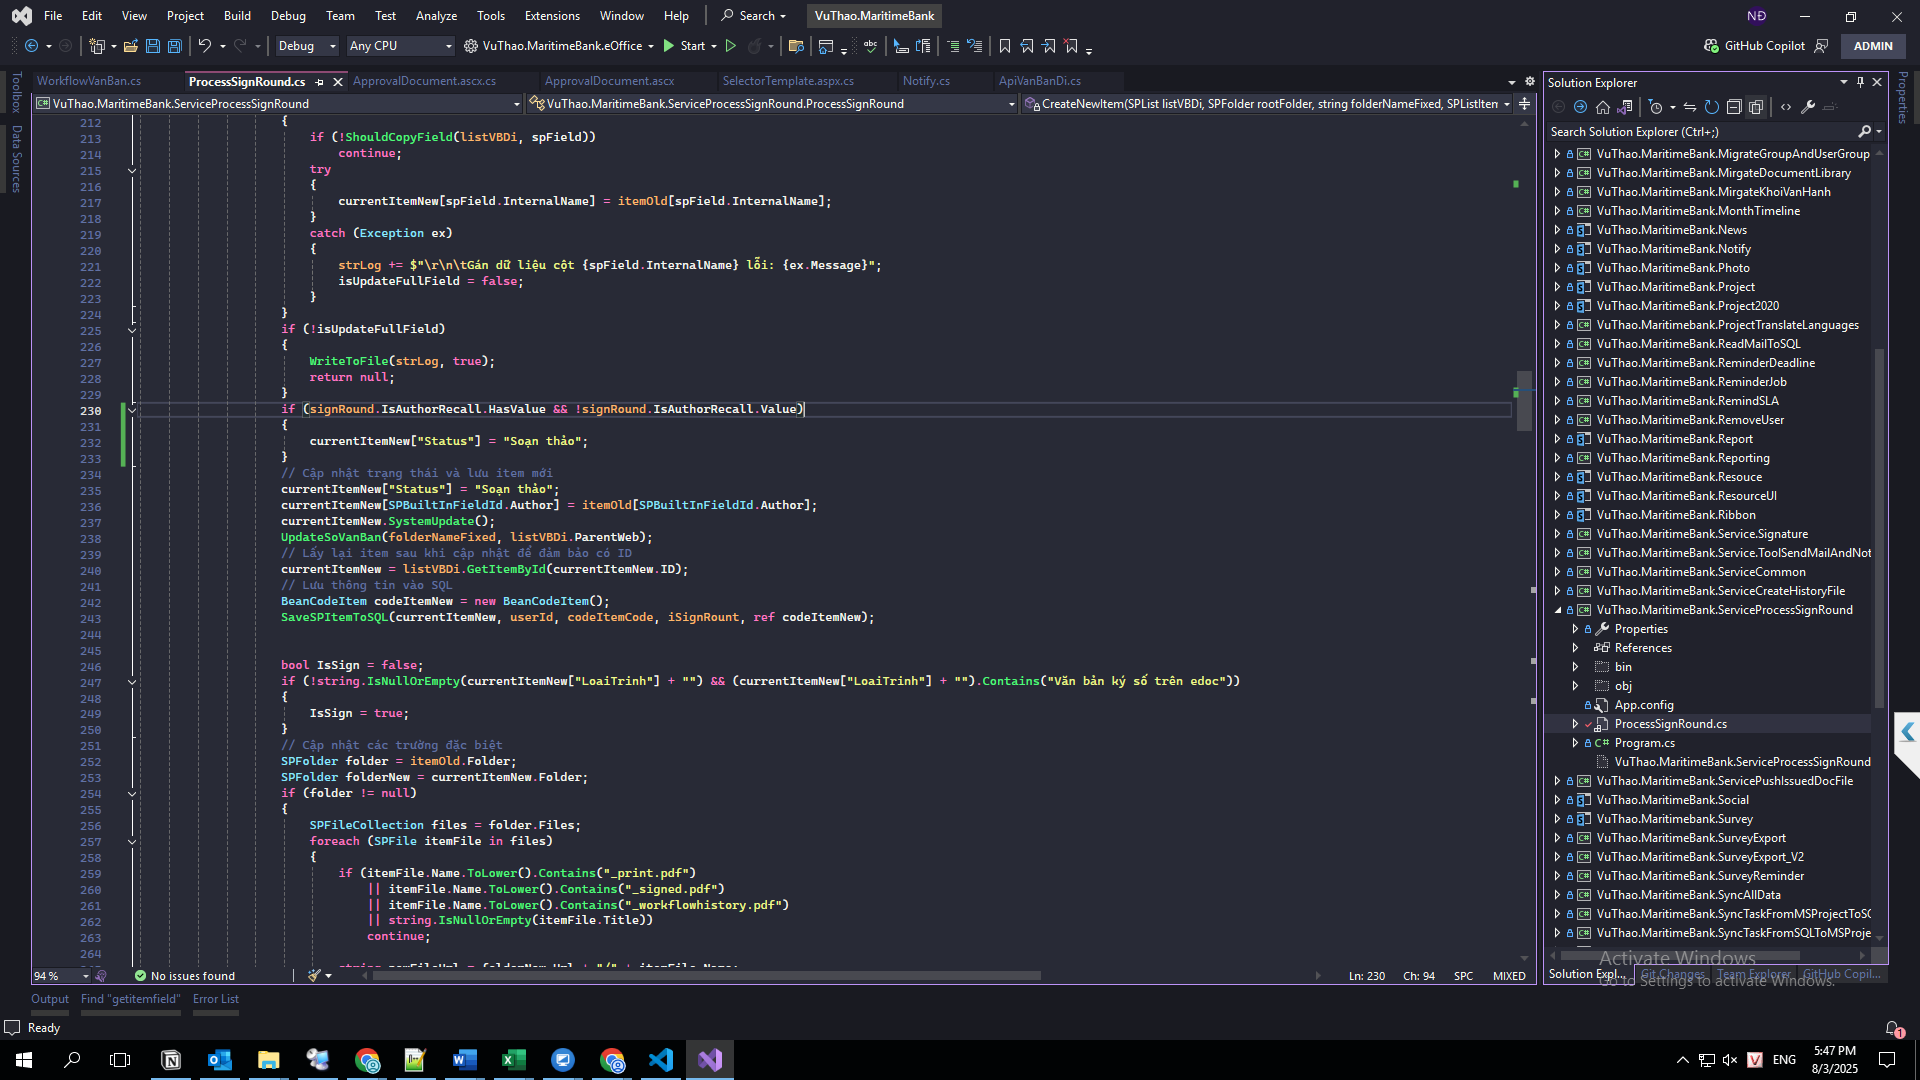 File Edit View Project Build Debug Team Test Analyze Tools Extensions Window Help Search VuThao.MaritimeBank NĐ
Debug Any CPU VuThao.MaritimeBank.eOffice Start GitHub Copilot ADMIN
WorkflowVanBan.cs ProcessSignRound.cs ApprovalDocument.ascx.cs ApprovalDocument.ascx SelectorTemplate.aspx.cs Notify.cs ApiVanBanDi.cs
Toolbox
Data Sources
VuThao.MaritimeBank.ServiceProcessSignRound VuThao.MaritimeBank.ServiceProcessSignRound.ProcessSignRound CreateNewItem(SPList listVBDi, SPFolder rootFolder, string folderNameFixed, SPListItem
212 {
213 if (!ShouldCopyField(listVBDi, spField))
214 continue;
215 try
216 {
217 currentItemNew[spField.InternalName] = itemOld[spField.InternalName];
218 }
219 catch (Exception ex)
220 {
221 strLog += $"\r\n\tGán dữ liệu cột {spField.InternalName} lỗi: {ex.Message}";
222 isUpdateFullField = false;
223 }
224 }
225 if (!isUpdateFullField)
226 {
227 WriteToFile(strLog, true);
228 return null;
229 }
230 if (signRound.IsAuthorRecall.HasValue && !signRound.IsAuthorRecall.Value)
231 {
232 currentItemNew["Status"] = "Soạn thảo";
233 }
234 // Cập nhật trạng thái và lưu item mới
235 currentItemNew["Status"] = "Soạn thảo";
236 currentItemNew[SPBuiltInFieldId.Author] = itemOld[SPBuiltInFieldId.Author];
237 currentItemNew.SystemUpdate();
238 UpdateSoVanBan(folderNameFixed, listVBDi.ParentWeb);
239 // Lấy lại item sau khi cập nhật để đảm bảo có ID
240 currentItemNew = listVBDi.GetItemById(currentItemNew.ID);
241 // Lưu thông tin vào SQL
242 BeanCodeItem codeItemNew = new BeanCodeItem();
243 SaveSPItemToSQL(currentItemNew, userId, codeItemCode, iSignRount, ref codeItemNew);
244
245
246 bool IsSign = false;
247 if (!string.IsNullOrEmpty(currentItemNew["LoaiTrinh"] + "") && (currentItemNew["LoaiTrinh"] + "").Contains("Văn bản ký số trên edoc"))
248 {
249 IsSign = true;
250 }
251 // Cập nhật các trường đặc biệt
252 SPFolder folder = itemOld.Folder;
253 SPFolder folderNew = currentItemNew.Folder;
254 if (folder != null)
255 {
256 SPFileCollection files = folder.Files;
257 foreach (SPFile itemFile in files)
258 {
259 if (itemFile.Name.ToLower().Contains("_print.pdf")
260 || itemFile.Name.ToLower().Contains("_signed.pdf")
261 || itemFile.Name.ToLower().Contains("_workflowhistory.pdf")
262 || string.IsNullOrEmpty(itemFile.Title))
263 continue;
264
94 % No issues found Ln: 230 Ch: 94 SPC MIXED
Output Find "getitemfield" Error List
Ready
Solution Explorer
Search Solution Explorer (Ctrl+;)
VuThao.MaritimeBank.MigrateGroupAndUserGroup
VuThao.MaritimeBank.MirgateDocumentLibrary
VuThao.MaritimeBank.MirgateKhoiVanHanh
VuThao.MaritimeBank.MonthTimeline
VuThao.MaritimeBank.News
VuThao.MaritimeBank.Notify
VuThao.MaritimeBank.Photo
VuThao.MaritimeBank.Project
VuThao.MaritimeBank.Project2020
VuThao.Maritimebank.ProjectTranslateLanguages
VuThao.MaritimeBank.ReadMailToSQL
VuThao.MaritimeBank.ReminderDeadline
VuThao.MaritimeBank.ReminderJob
VuThao.MaritimeBank.RemindSLA
VuThao.MaritimeBank.RemoveUser
VuThao.MaritimeBank.Report
VuThao.MaritimeBank.Reporting
VuThao.MaritimeBank.Resouce
VuThao.MaritimeBank.ResourceUI
VuThao.MaritimeBank.Ribbon
VuThao.MaritimeBank.Service.Signature
VuThao.MaritimeBank.Service.ToolSendMailAndNot
VuThao.MaritimeBank.ServiceCommon
VuThao.MaritimeBank.ServiceCreateHistoryFile
VuThao.MaritimeBank.ServiceProcessSignRound
Properties
References
bin
obj
App.config
ProcessSignRound.cs
Program.cs
VuThao.MaritimeBank.ServiceProcessSignRound
VuThao.MaritimeBank.ServicePushIssuedDocFile
VuThao.MaritimeBank.Social
VuThao.MaritimeBank.Survey
VuThao.MaritimeBank.SurveyExport
VuThao.MaritimeBank.SurveyExport_V2
VuThao.MaritimeBank.SurveyReminder
VuThao.MaritimeBank.SyncAllData
VuThao.MaritimeBank.SyncTaskFromMSProjectToSQ
VuThao.MaritimeBank.SyncTaskFromSQLToMSProje
Solution Expl... Git Changes Team Explorer GitHub Copil...
Activate Windows
Go to Settings to activate Windows.
Properties
ENG 5:47 PM
8/3/2025